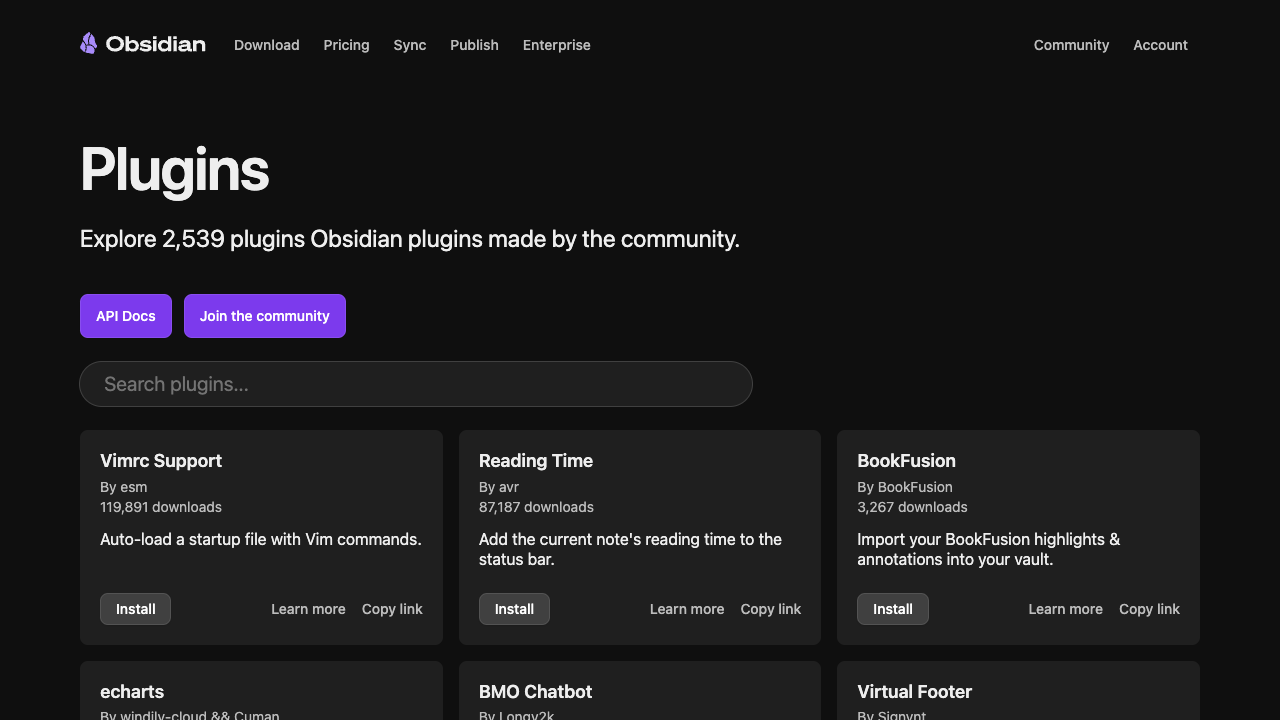 Obsidian Download Pricing Sync Publish Enterprise Community Account
Plugins
Explore 2,539 plugins Obsidian plugins made by the community.
API Docs Join the community
Search plugins...
Vimrc Support
By esm
119,891 downloads
Auto-load a startup file with Vim commands.
Install Learn more Copy link
Reading Time
By avr
87,187 downloads
Add the current note's reading time to the
status bar.
Install Learn more Copy link
BookFusion
By BookFusion
3,267 downloads
Import your BookFusion highlights &
annotations into your vault.
Install Learn more Copy link
echarts
By windily-cloud && Cuman
BMO Chatbot
By Longy2k
Virtual Footer
By Signynt